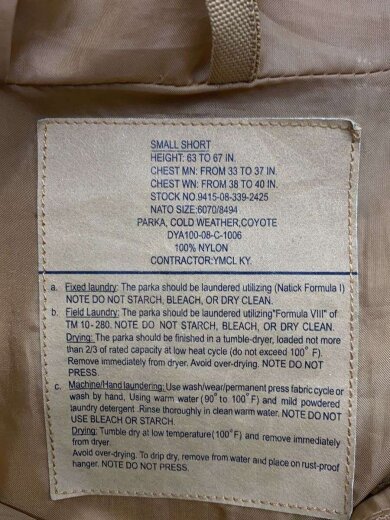 SMALL SHORT
HEIGHT: 63 TO 67 IN.
CHEST MN: FROM 33 TO 37 IN.
CHEST WN: FROM 38 TO 40 IN.
STOCK NO:9415-08-339-2425
NATO SIZE:6070/8494
PARKA, COLD WEATHER,COYOTE
DYA100-08-C-1006
100% NYLON
CONTRACTOR:YMCL KY.
a. Fixed laundry: The parka should be laundered utilizing (Natick Formula I)
NOTE DO NOT STARCH, BLEACH, OR DRY CLEAN.
b. Field Laundry: The parka should be laundered utilizing"Formula VIII" of
TM 10-280. NOTE DO NOT STARCH, BLEACH, OR DRY CLEAN.
Drying: The parka should be finished in a tumble-dryer, loaded not more
than 2/3 of rated capacity at low heat cycle (do not exceed 100°F).
Remove immediately from dryer. Avoid over-drying. NOTE DO NOT
PRESS
c. Machine/Hand laundering: Use wash/wear/permanent press fabric cycle or
wash by hand. Using warm water (90°to 100°F) and mild powdered
laundry detergent .Rinse thoroughly in clean warm water. NOTE DO NOT
USE BLEACH OR STARCH.
Drying: Tumble dry at low temperature(100°F) and remove immediately
from dryer.
Avoid over-drying. To drip dry, remove from water and place on rust-proof
hanger. NOTE DO NOT PRESS.